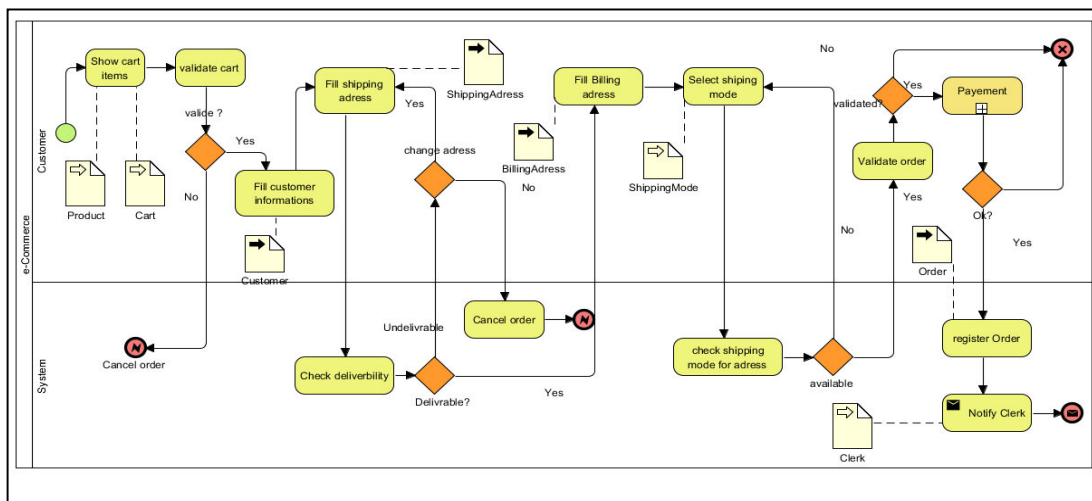 e-Commerce
Customer
System
Show cart
items
validate cart
valide ?
Yes
No
Product
Cart
Fill customer
informations
Customer
Cancel order
Fill shipping
adress
ShippingAdress
Yes
change adress
No
Undelivrable
Cancel order
Check deliverbility
Delivrable?
Yes
Fill Billing
adress
BillingAdress
Select shiping
mode
ShippingMode
check shipping
mode for adress
available
No
Yes
Validate order
validated?
No
Yes
Payement
Ok?
Yes
Order
register Order
Notify Clerk
Clerk